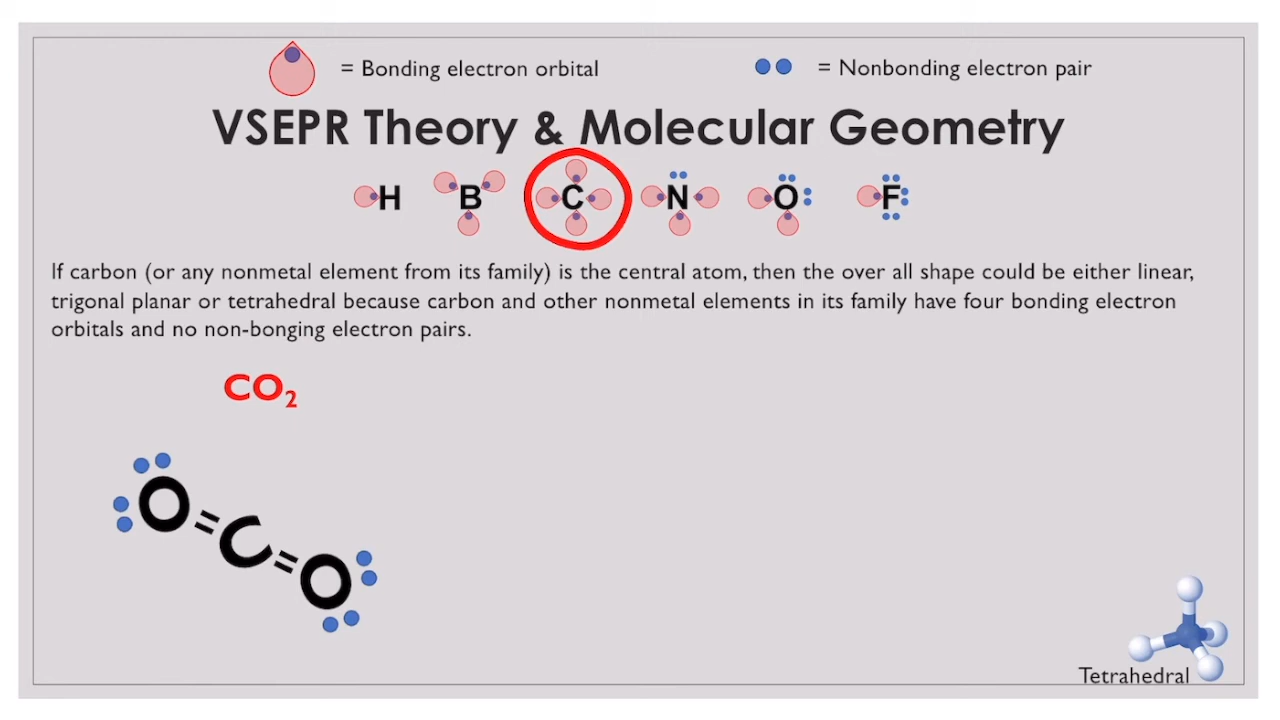 = Bonding electron orbital = Nonbonding electron pair
VSEPR Theory & Molecular Geometry
H B C N O F
If carbon (or any nonmetal element from its family) is the central atom, then the over all shape could be either linear,
trigonal planar or tetrahedral because carbon and other nonmetal elements in its family have four bonding electron
orbitals and no non-bonging electron pairs.
CO₂
O=C=O
Tetrahedral